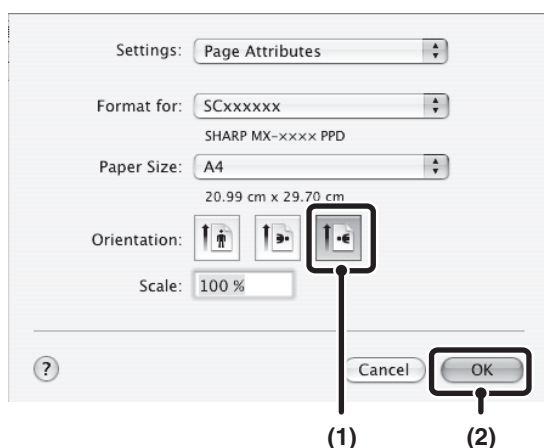 Settings: Page Attributes
Format for: SCxxxxxx
SHARP MX-×××× PPD
Paper Size: A4
20.99 cm x 29.70 cm
Orientation:
Scale: 100 %
? Cancel OK
(1) (2)